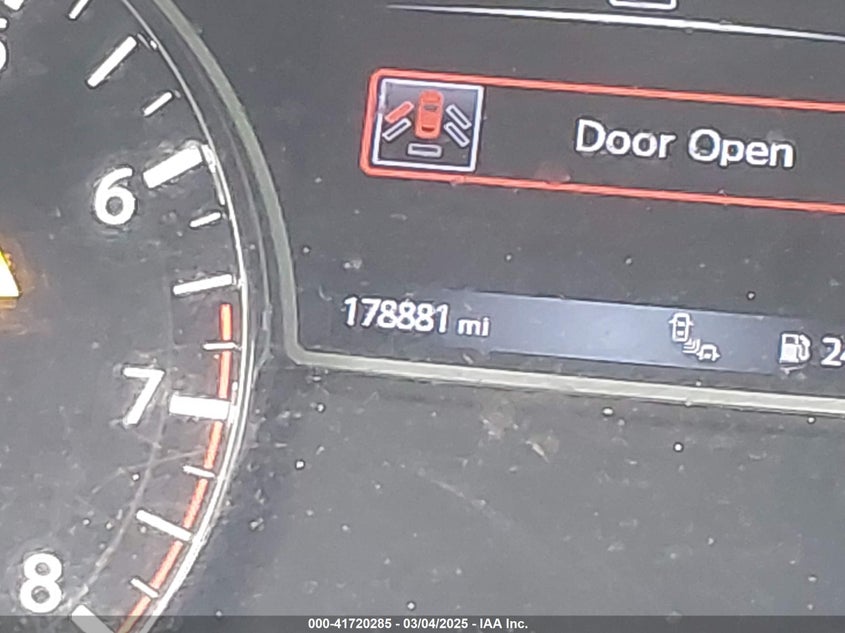 Door Open
6
178881 mi
7
8
000-41720285 - 03/04/2025 - IAA Inc.